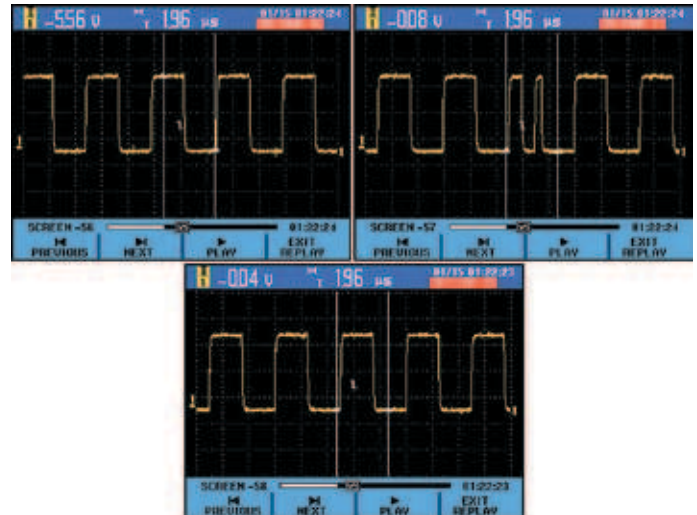 H -5.56 V T 1.96 µs 01/15 01:22:24
1
SCREEN -56 01:22:24
PREVIOUS NEXT PLAY EXIT REPLAY
H -0.08 V T 1.96 µs 01/15 01:22:24
1
SCREEN -57 01:22:24
PREVIOUS NEXT PLAY EXIT REPLAY
H -0.04 V T 1.96 µs 01/15 01:22:23
1
SCREEN -58 01:22:23
PREVIOUS NEXT PLAY EXIT REPLAY